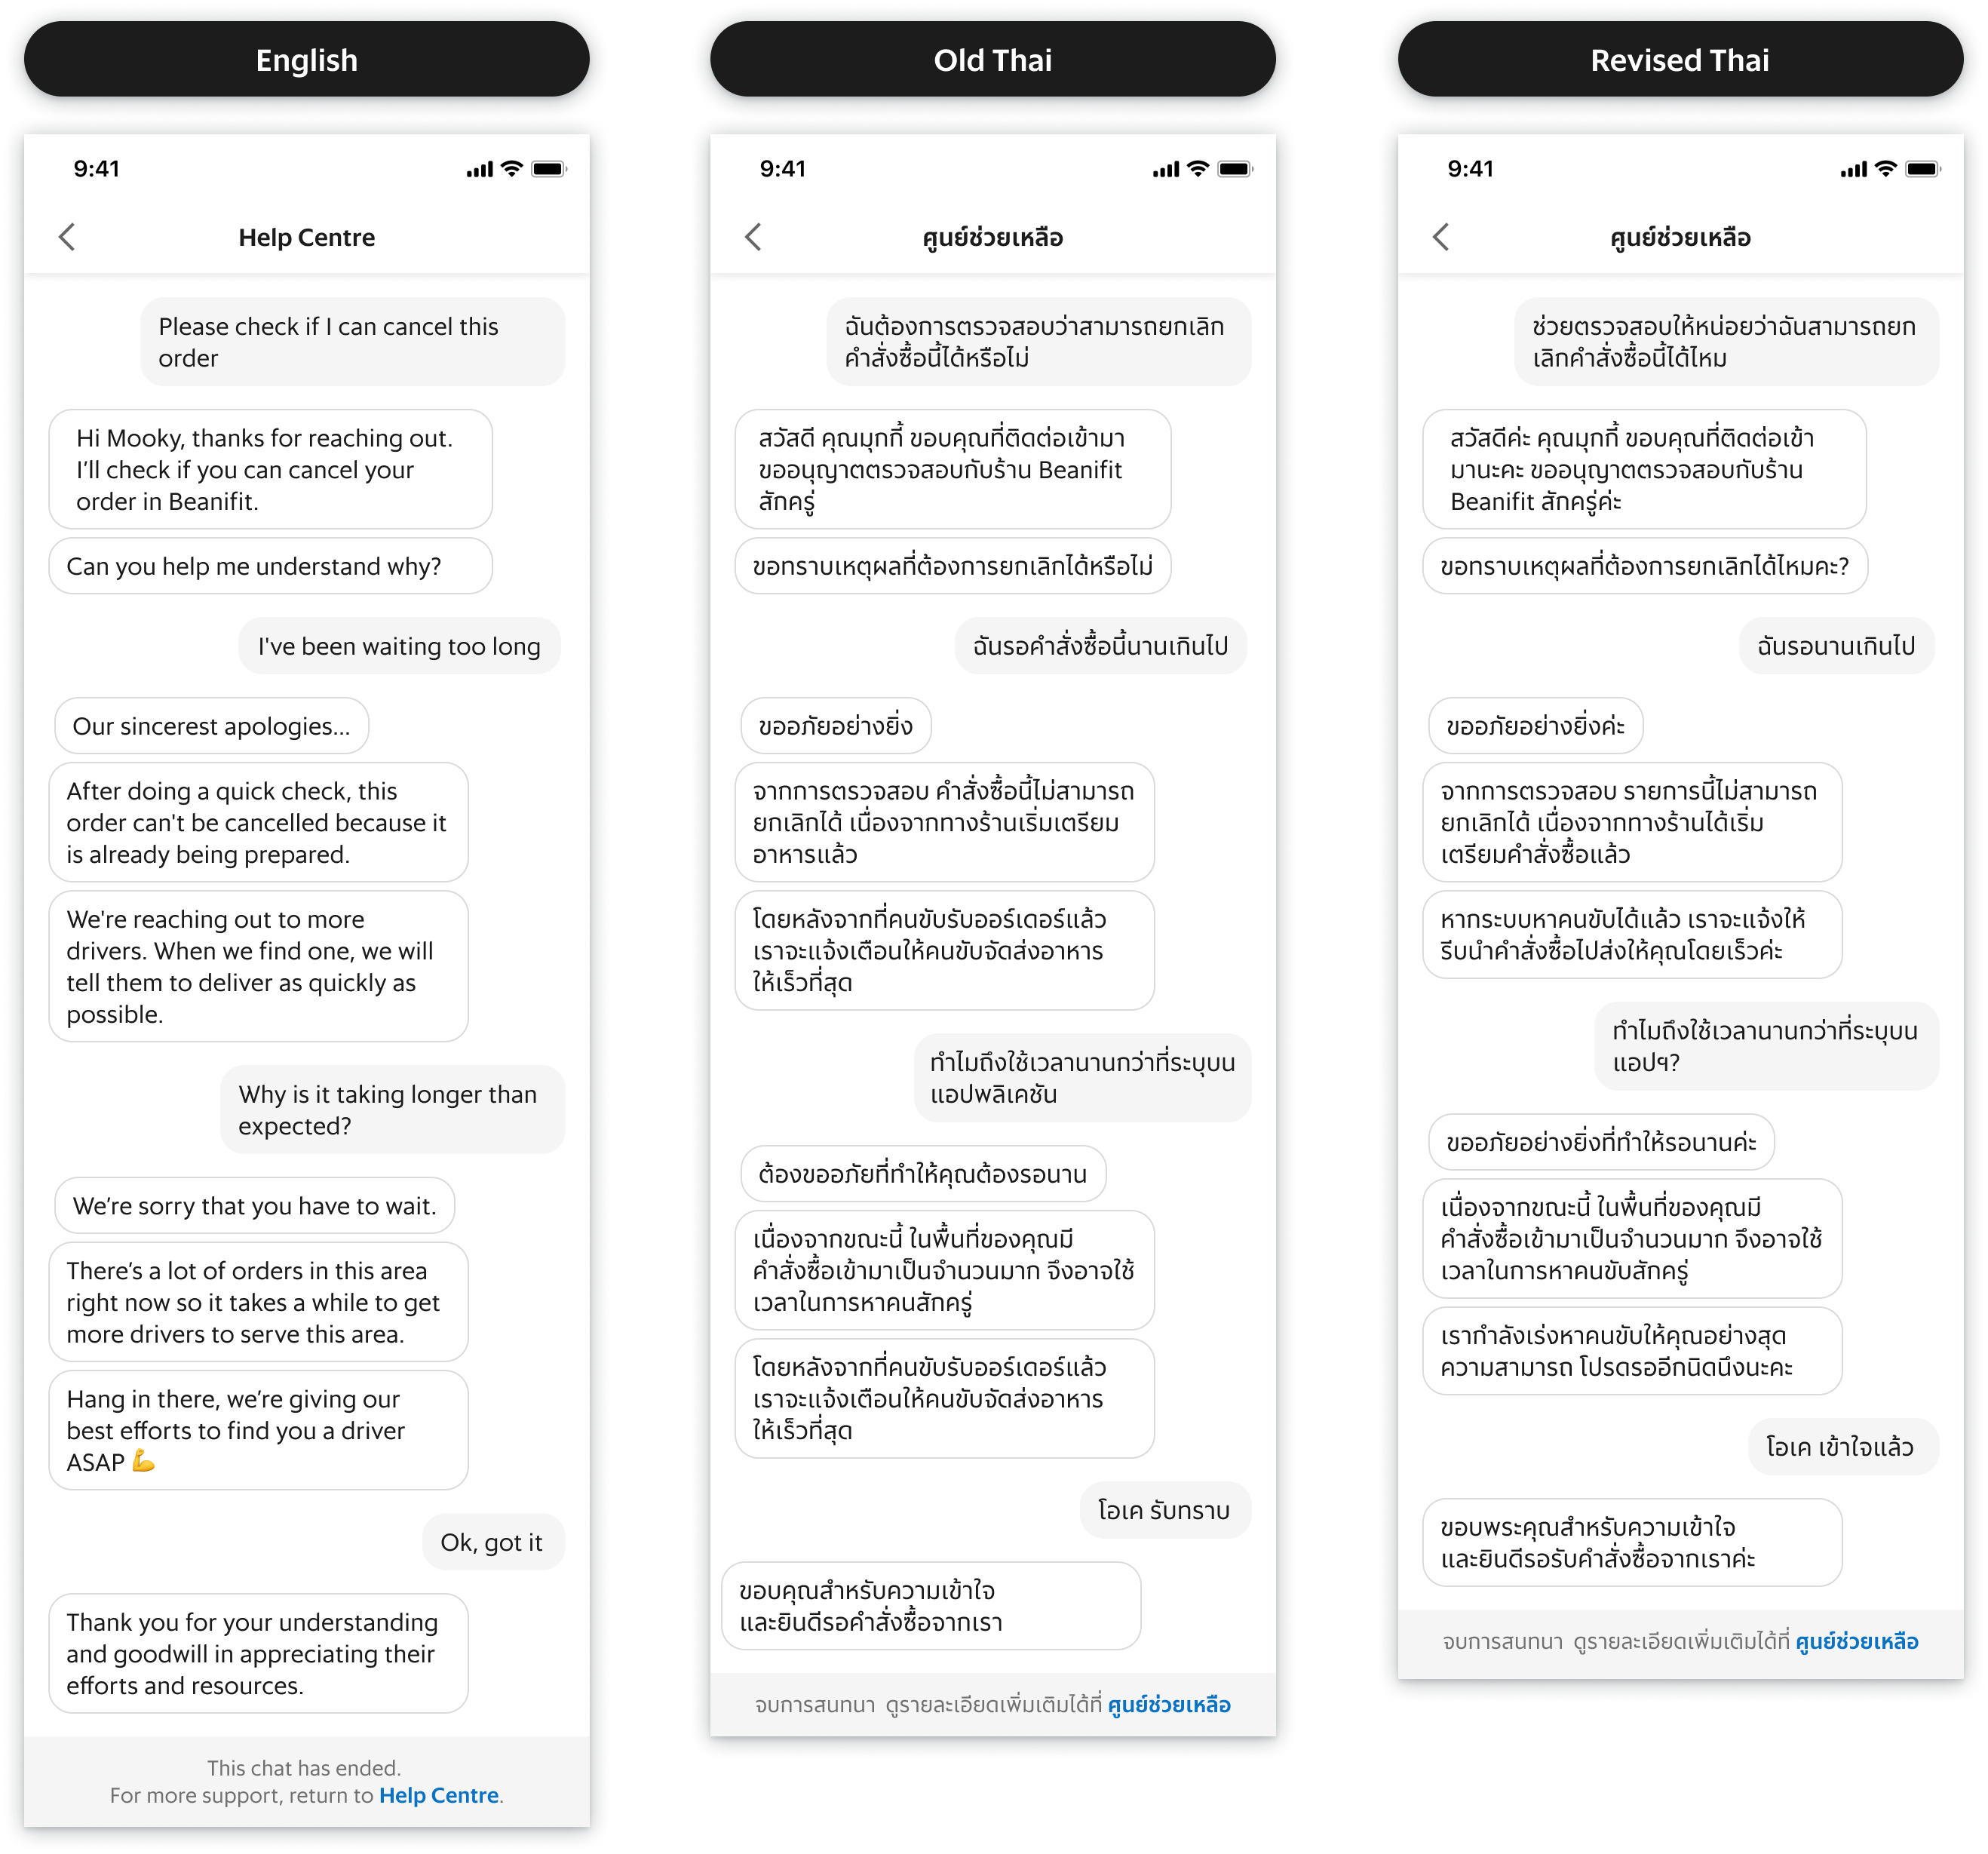 English
9:41
Help Centre
Please check if I can cancel this
order
Hi Mooky, thanks for reaching out.
I'll check if you can cancel your
order in Beanifit.
Can you help me understand why?
I've been waiting too long
Our sincerest apologies...
After doing a quick check, this
order can't be cancelled because it
is already being prepared.
We're reaching out to more
drivers. When we find one, we will
tell them to deliver as quickly as
possible.
Why is it taking longer than
expected?
We're sorry that you have to wait.
There's a lot of orders in this area
right now so it takes a while to get
more drivers to serve this area.
Hang in there, we're giving our
best efforts to find you a driver
ASAP 💪
Ok, got it
Thank you for your understanding
and goodwill in appreciating their
efforts and resources.
This chat has ended.
For more support, return to Help Centre.
Old Thai
9:41
ศูนย์ช่วยเหลือ
ฉันต้องการตรวจสอบว่าสามารถยกเลิก
คำสั่งซื้อนี้ได้หรือไม่
สวัสดี คุณมุกกี้ ขอบคุณที่ติดต่อเข้ามา
ขออนุญาตตรวจสอบกับร้าน Beanifit
สักครู่
ขอทราบเหตุผลที่ต้องการยกเลิกได้หรือไม่
ฉันรอคำสั่งซื้อนี้นานเกินไป
ขออภัยอย่างยิ่ง
จากการตรวจสอบ คำสั่งซื้อนี้ไม่สามารถ
ยกเลิกได้ เนื่องจากทางร้านเริ่มเตรียม
อาหารแล้ว
โดยหลังจากที่คนขับรับออร์เดอร์แล้ว
เราจะแจ้งเตือนให้คนขับจัดส่งอาหาร
ให้เร็วที่สุด
ทำไมถึงใช้เวลานานกว่าที่ระบุบน
แอปพลิเคชัน
ต้องขออภัยที่ทำให้คุณต้องรอนาน
เนื่องจากขณะนี้ ในพื้นที่ของคุณมี
คำสั่งซื้อเข้ามาเป็นจำนวนมาก จึงอาจใช้
เวลาในการหาคนสักครู่
โดยหลังจากที่คนขับรับออร์เดอร์แล้ว
เราจะแจ้งเตือนให้คนขับจัดส่งอาหาร
ให้เร็วที่สุด
โอเค รับทราบ
ขอบคุณสำหรับความเข้าใจ
และยินดีรอคำสั่งซื้อจากเรา
จบการสนทนา ดูรายละเอียดเพิ่มเติมได้ที่ ศูนย์ช่วยเหลือ
Revised Thai
9:41
ศูนย์ช่วยเหลือ
ช่วยตรวจสอบให้หน่อยว่าฉันสามารถยก
เลิกคำสั่งซื้อนี้ได้ไหม
สวัสดีค่ะ คุณมุกกี้ ขอบคุณที่ติดต่อเข้า
มานะคะ ขออนุญาตตรวจสอบกับร้าน
Beanifit สักครู่ค่ะ
ขอทราบเหตุผลที่ต้องการยกเลิกได้ไหมคะ?
ฉันรอนานเกินไป
ขออภัยอย่างยิ่งค่ะ
จากการตรวจสอบ รายการนี้ไม่สามารถ
ยกเลิกได้ เนื่องจากทางร้านได้เริ่ม
เตรียมคำสั่งซื้อแล้ว
หากระบบหาคนขับได้แล้ว เราจะแจ้งให้
รีบนำคำสั่งซื้อไปส่งให้คุณโดยเร็วค่ะ
ทำไมถึงใช้เวลานานกว่าที่ระบุบน
แอปฯ?
ขออภัยอย่างยิ่งที่ทำให้รอนานค่ะ
เนื่องจากขณะนี้ ในพื้นที่ของคุณมี
คำสั่งซื้อเข้ามาเป็นจำนวนมาก จึงอาจใช้
เวลาในการหาคนขับสักครู่
เรากำลังเร่งหาคนขับให้คุณอย่างสุด
ความสามารถ โปรดรออีกนิดนึงนะคะ
โอเค เข้าใจแล้ว
ขอบพระคุณสำหรับความเข้าใจ
และยินดีรอรับคำสั่งซื้อจากเราค่ะ
จบการสนทนา ดูรายละเอียดเพิ่มเติมได้ที่ ศูนย์ช่วยเหลือ